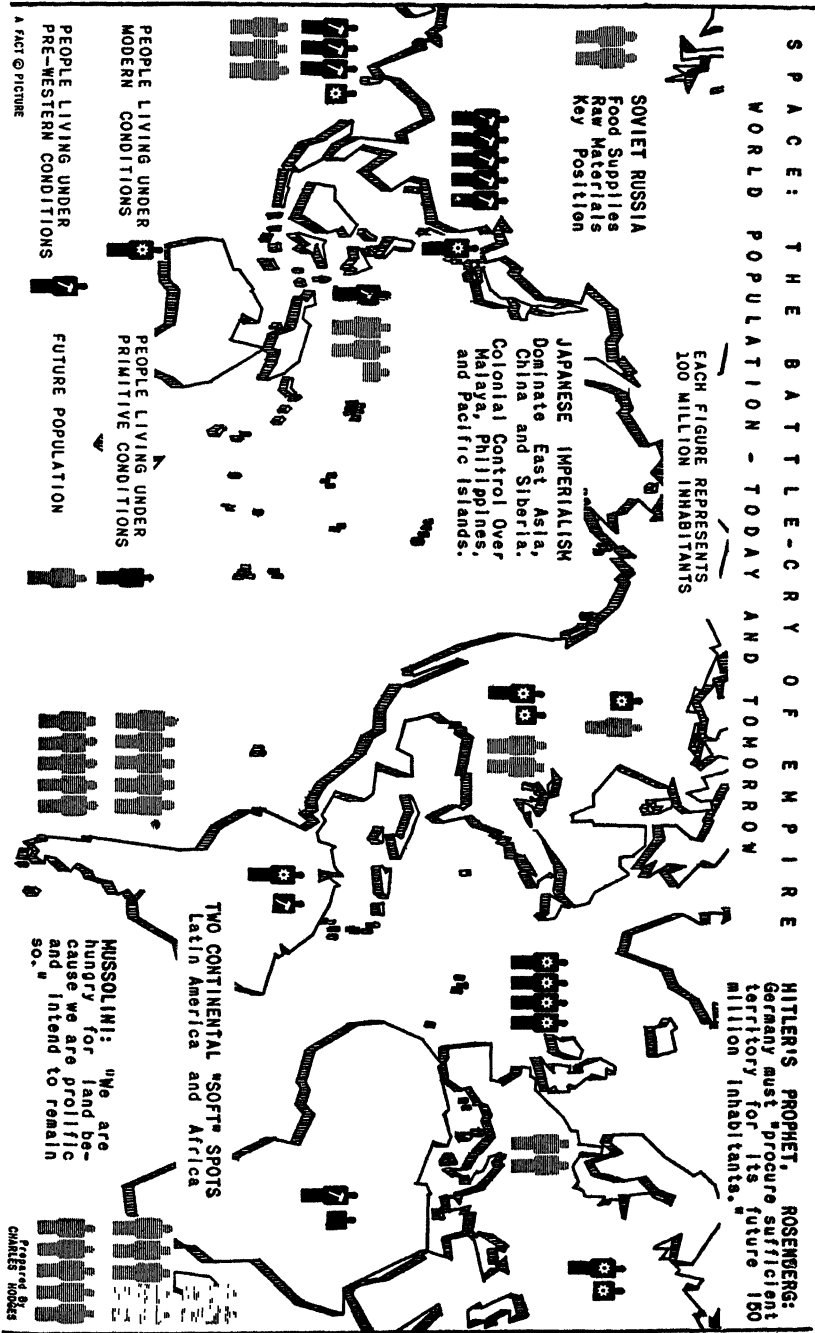 SPACE: THE BATTLE-CRY OF EMPIRE
WORLD POPULATION - TODAY AND TOMORROW
EACH FIGURE REPRESENTS
100 MILLION INHABITANTS
SOVIET RUSSIA
Food Supplies
Raw Materials
Key Position
JAPANESE IMPERIALISM
Dominate East Asia,
China and Siberia.
Colonial Control Over
Malaya, Philippines,
and Pacific Islands.
HITLER'S PROPHET, ROSENBERG:
Germany must "procure sufficient
territory for its future 150
million inhabitants."
TWO CONTINENTAL "SOFT" SPOTS
Latin America and Africa
MUSSOLINI: "We are
hungry for land be-
cause we are prolific
and intend to remain
so."
PEOPLE LIVING UNDER
MODERN CONDITIONS
PEOPLE LIVING UNDER
PRIMITIVE CONDITIONS
PEOPLE LIVING UNDER
PRE-WESTERN CONDITIONS
FUTURE POPULATION
A FACT © PICTURE
Prepared By
CHARLES HODGES